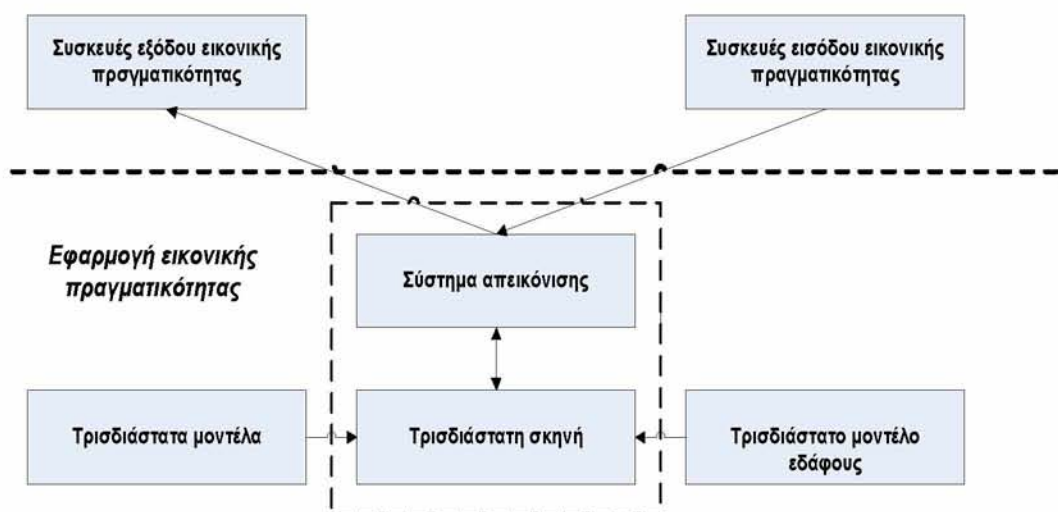 Συσκευές εξόδου εικονικής
πρσγματικότητας
Συσκευές εισόδου εικονικής
πραγματικότητας
Εφαρμογή εικονικής
πραγματικότητας
Σύστημα απεικόνισης
Τρισδιάστατα μοντέλα
Τρισδιάστατη σκηνή
Τρισδιάστατο μοντέλο
εδάφους